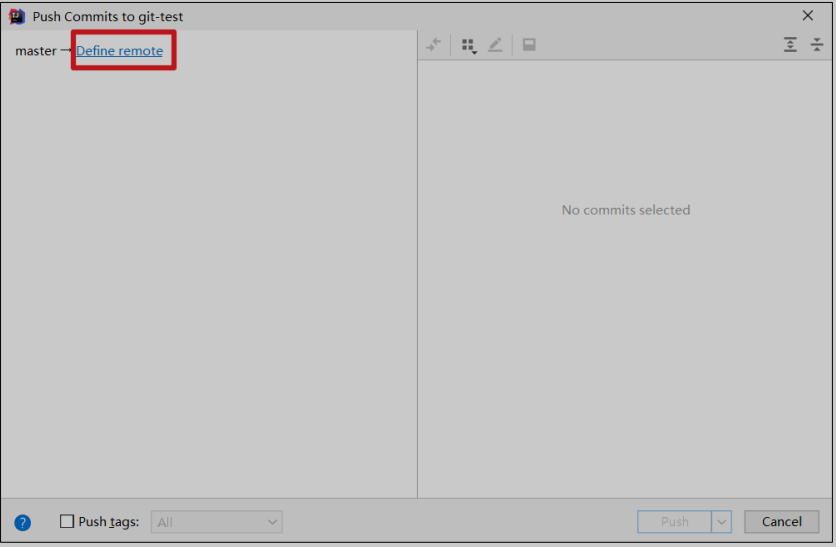 Push Commits to git-test
master → Define remote
No commits selected
? Push tags: All Push Cancel